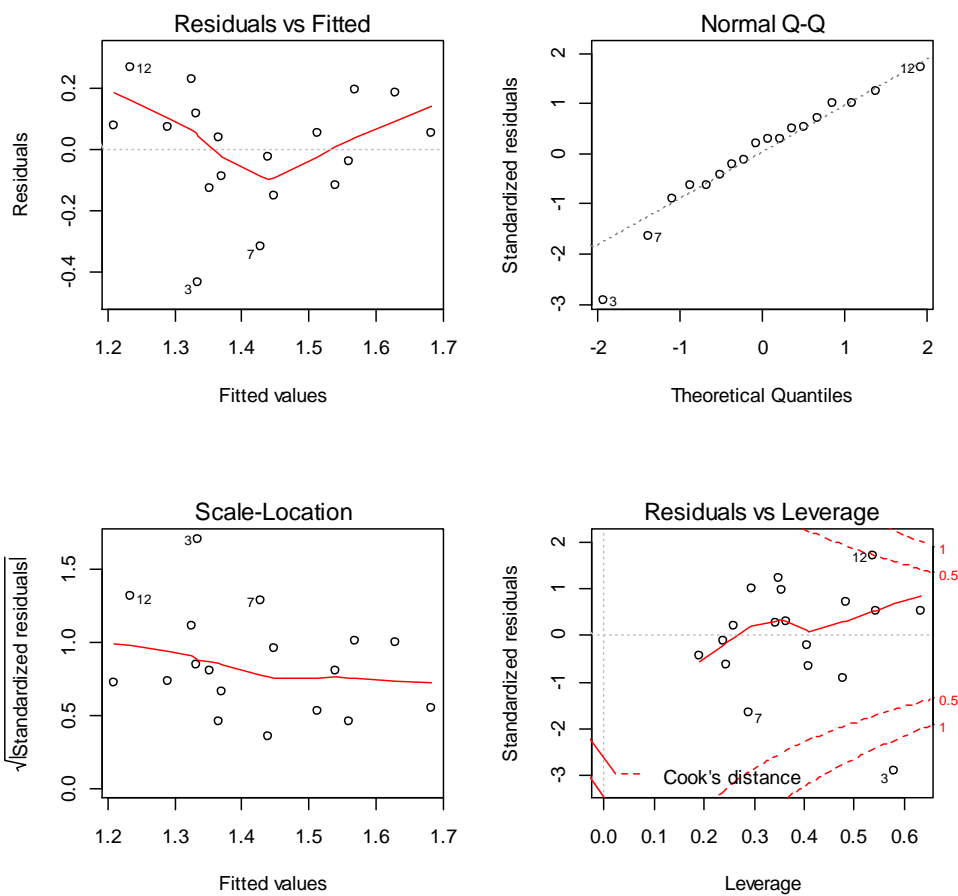 Residuals vs Fitted
Residuals
0.2
0.0
-0.2
-0.4
12
7
3
1.2 1.3 1.4 1.5 1.6 1.7
Fitted values
Normal Q-Q
Standardized residuals
2
1
0
-1
-2
-3
12
7
3
-2 -1 0 1 2
Theoretical Quantiles
Scale-Location
√|Standardized residuals|
1.5
1.0
0.5
0.0
3
12
7
1.2 1.3 1.4 1.5 1.6 1.7
Fitted values
Residuals vs Leverage
Standardized residuals
2
1
0
-1
-2
-3
12
7
3
1
0.5
0.5
1
Cook's distance
0.0 0.1 0.2 0.3 0.4 0.5 0.6
Leverage